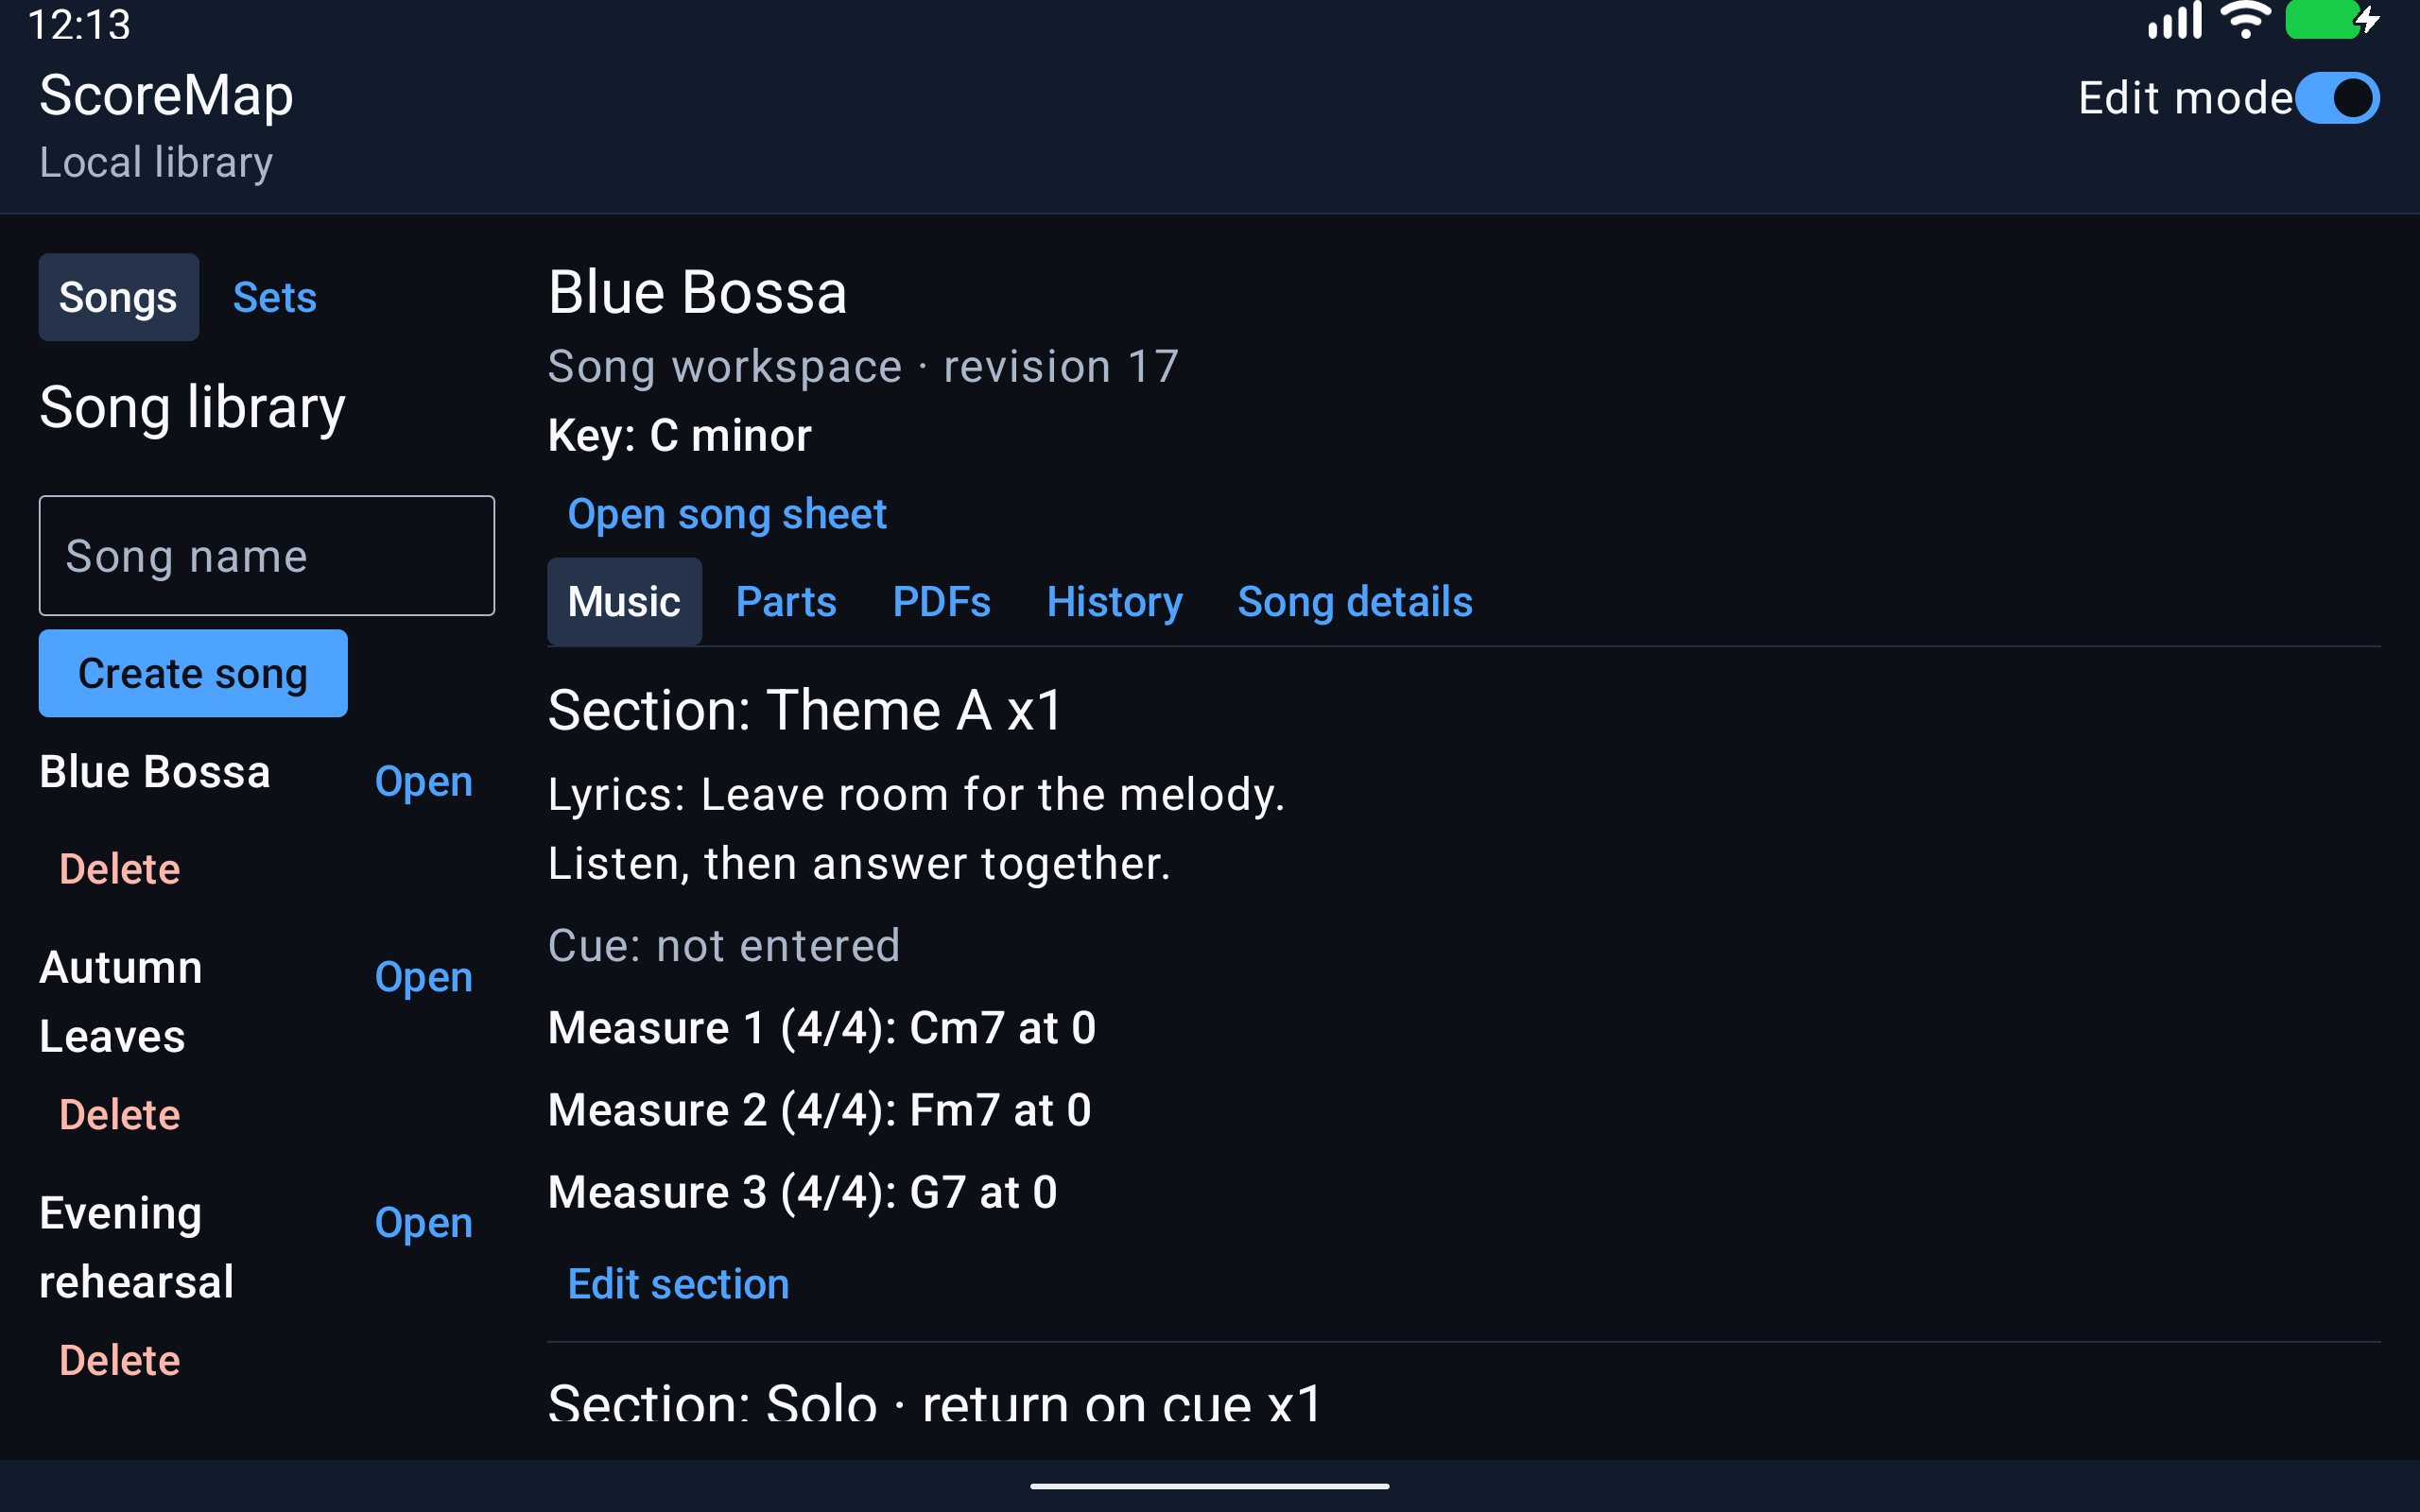 12:13
ScoreMap
Edit mode
Local library
Songs
Sets
Song library
Song name
Create song
Blue Bossa
Open
Delete
Autumn
Leaves
Open
Delete
Evening
rehearsal
Open
Delete
Blue Bossa
Song workspace · revision 17
Key: C minor
Open song sheet
Music
Parts
PDFs
History
Song details
Section: Theme A x1
Lyrics: Leave room for the melody.
Listen, then answer together.
Cue: not entered
Measure 1 (4/4): Cm7 at 0
Measure 2 (4/4): Fm7 at 0
Measure 3 (4/4): G7 at 0
Edit section
Section: Solo · return on cue x1